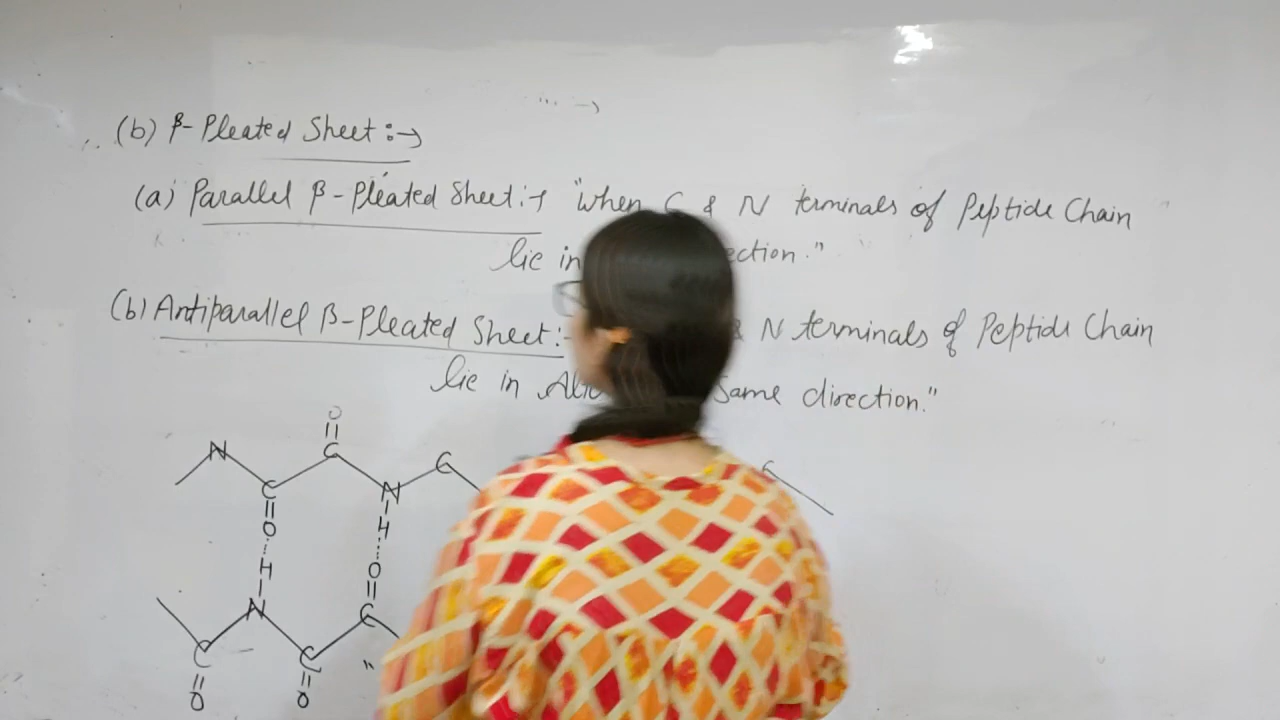 (b) β-Pleated Sheet:→
(a) Parallel β-Pleated Sheet:→ "when C & N terminals of Peptide Chain
lie in
(b) Antiparallel β-Pleated Sheet:- & N terminals of Peptide Chain
lie in Same direction."
O
N C C
C N
O H
H O
N C
C C
O O